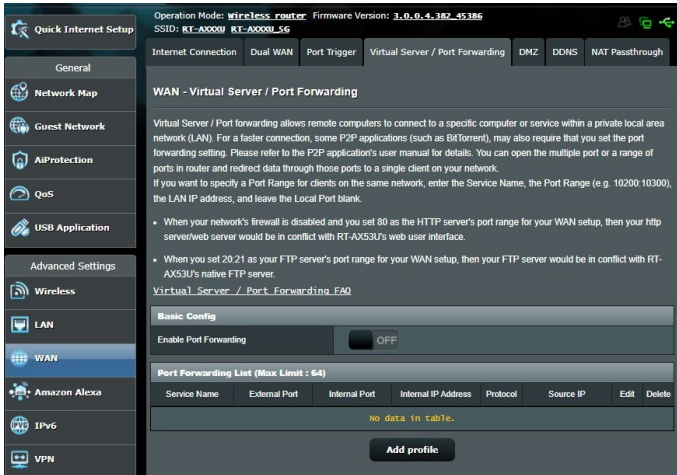 Operation Mode: Wireless router Firmware Version: 3.0.0.4.382_45386
SSID: RT-AXXXU RT-AXXXU_5G
Quick Internet Setup
General
Network Map
Guest Network
AiProtection
QoS
USB Application
Advanced Settings
Wireless
LAN
WAN
Amazon Alexa
IPv6
VPN
Internet Connection Dual WAN Port Trigger Virtual Server / Port Forwarding DMZ DDNS NAT Passthrough
WAN - Virtual Server / Port Forwarding
Virtual Server / Port forwarding allows remote computers to connect to a specific computer or service within a private local area
network (LAN). For a faster connection, some P2P applications (such as BitTorrent), may also require that you set the port
forwarding setting. Please refer to the P2P application's user manual for details. You can open the multiple port or a range of
ports in router and redirect data through those ports to a single client on your network.
If you want to specify a Port Range for clients on the same network, enter the Service Name, the Port Range (e.g. 10200:10300),
the LAN IP address, and leave the Local Port blank.
• When your network's firewall is disabled and you set 80 as the HTTP server's port range for your WAN setup, then your http
server/web server would be in conflict with RT-AX53U's web user interface.
• When you set 20:21 as your FTP server's port range for your WAN setup, then your FTP server would be in conflict with RT-
AX53U's native FTP server.
Virtual Server / Port Forwarding FAQ
Basic Config
Enable Port Forwarding OFF
Port Forwarding List (Max Limit : 64)
Service Name External Port Internal Port Internal IP Address Protocol Source IP Edit Delete
No data in table.
Add profile